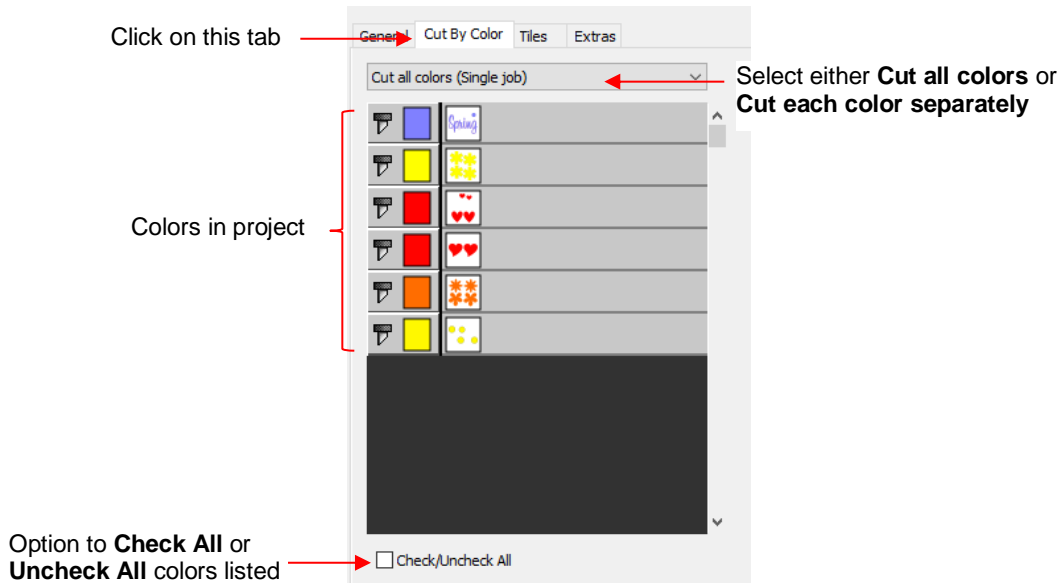 Click on this tab
General Cut By Color Tiles Extras
Cut all colors (Single job)
Select either Cut all colors or
Cut each color separately
Spring
Colors in project
Option to Check All or
Uncheck All colors listed
Check/Uncheck All